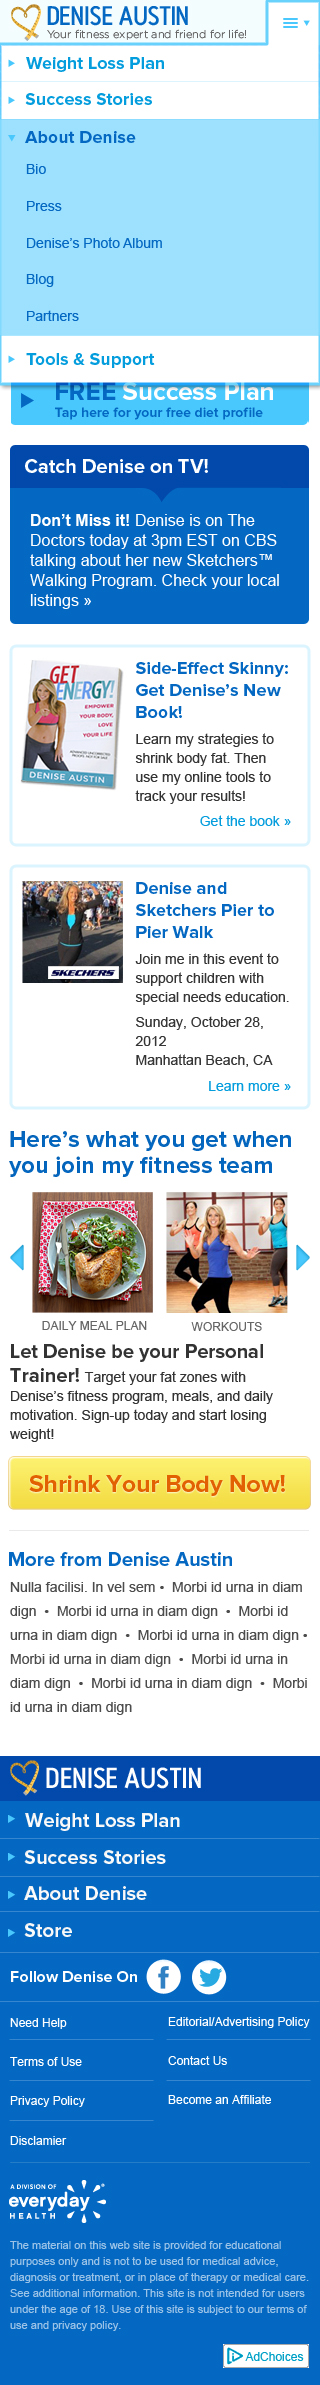 DENISE AUSTIN
Your fitness expert and friend for life!
Weight Loss Plan
Success Stories
About Denise
Bio
Press
Denise's Photo Album
Blog
Partners
Tools & Support
FREE Success Plan
Tap here for your free diet profile
Catch Denise on TV!
Don't Miss it! Denise is on The
Doctors today at 3pm EST on CBS
talking about her new Sketchers™
Walking Program. Check your local
listings »
GET
ENERGY!
EMPOWER
YOUR BODY,
LOVE
YOUR LIFE
DENISE AUSTIN
Side-Effect Skinny:
Get Denise's New
Book!
Learn my strategies to
shrink body fat. Then
use my online tools to
track your results!
Get the book »
SKECHERS
Denise and
Sketchers Pier to
Pier Walk
Join me in this event to
support children with
special needs education.
Sunday, October 28,
2012
Manhattan Beach, CA
Learn more »
Here's what you get when
you join my fitness team
DAILY MEAL PLAN
WORKOUTS
Let Denise be your Personal
Trainer! Target your fat zones with
Denise's fitness program, meals, and daily
motivation. Sign-up today and start losing
weight!
Shrink Your Body Now!
More from Denise Austin
Nulla facilisi. In vel sem • Morbi id urna in diam
dign • Morbi id urna in diam dign • Morbi id
urna in diam dign • Morbi id urna in diam dign •
Morbi id urna in diam dign • Morbi id urna in
diam dign • Morbi id urna in diam dign • Morbi
id urna in diam dign
DENISE AUSTIN
Weight Loss Plan
Success Stories
About Denise
Store
Follow Denise On
Need Help
Editorial/Advertising Policy
Terms of Use
Contact Us
Privacy Policy
Become an Affiliate
Disclamier
A DIVISION OF
everyday
HEALTH
The material on this web site is provided for educational
purposes only and is not to be used for medical advice,
diagnosis or treatment, or in place of therapy or medical care.
See additional information. This site is not intended for users
under the age of 18. Use of this site is subject to our terms of
use and privacy policy.
AdChoices